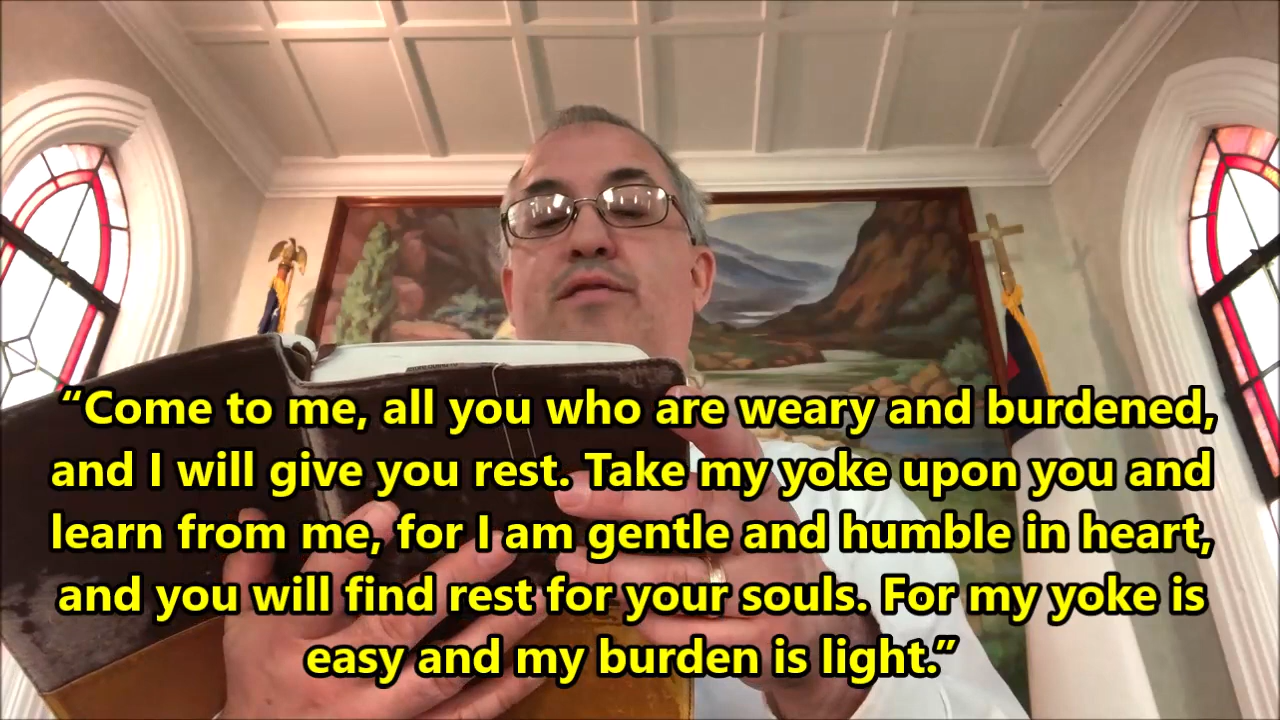 “Come to me, all you who are weary and burdened,
and I will give you rest. Take my yoke upon you and
learn from me, for I am gentle and humble in heart,
and you will find rest for your souls. For my yoke is
easy and my burden is light.”